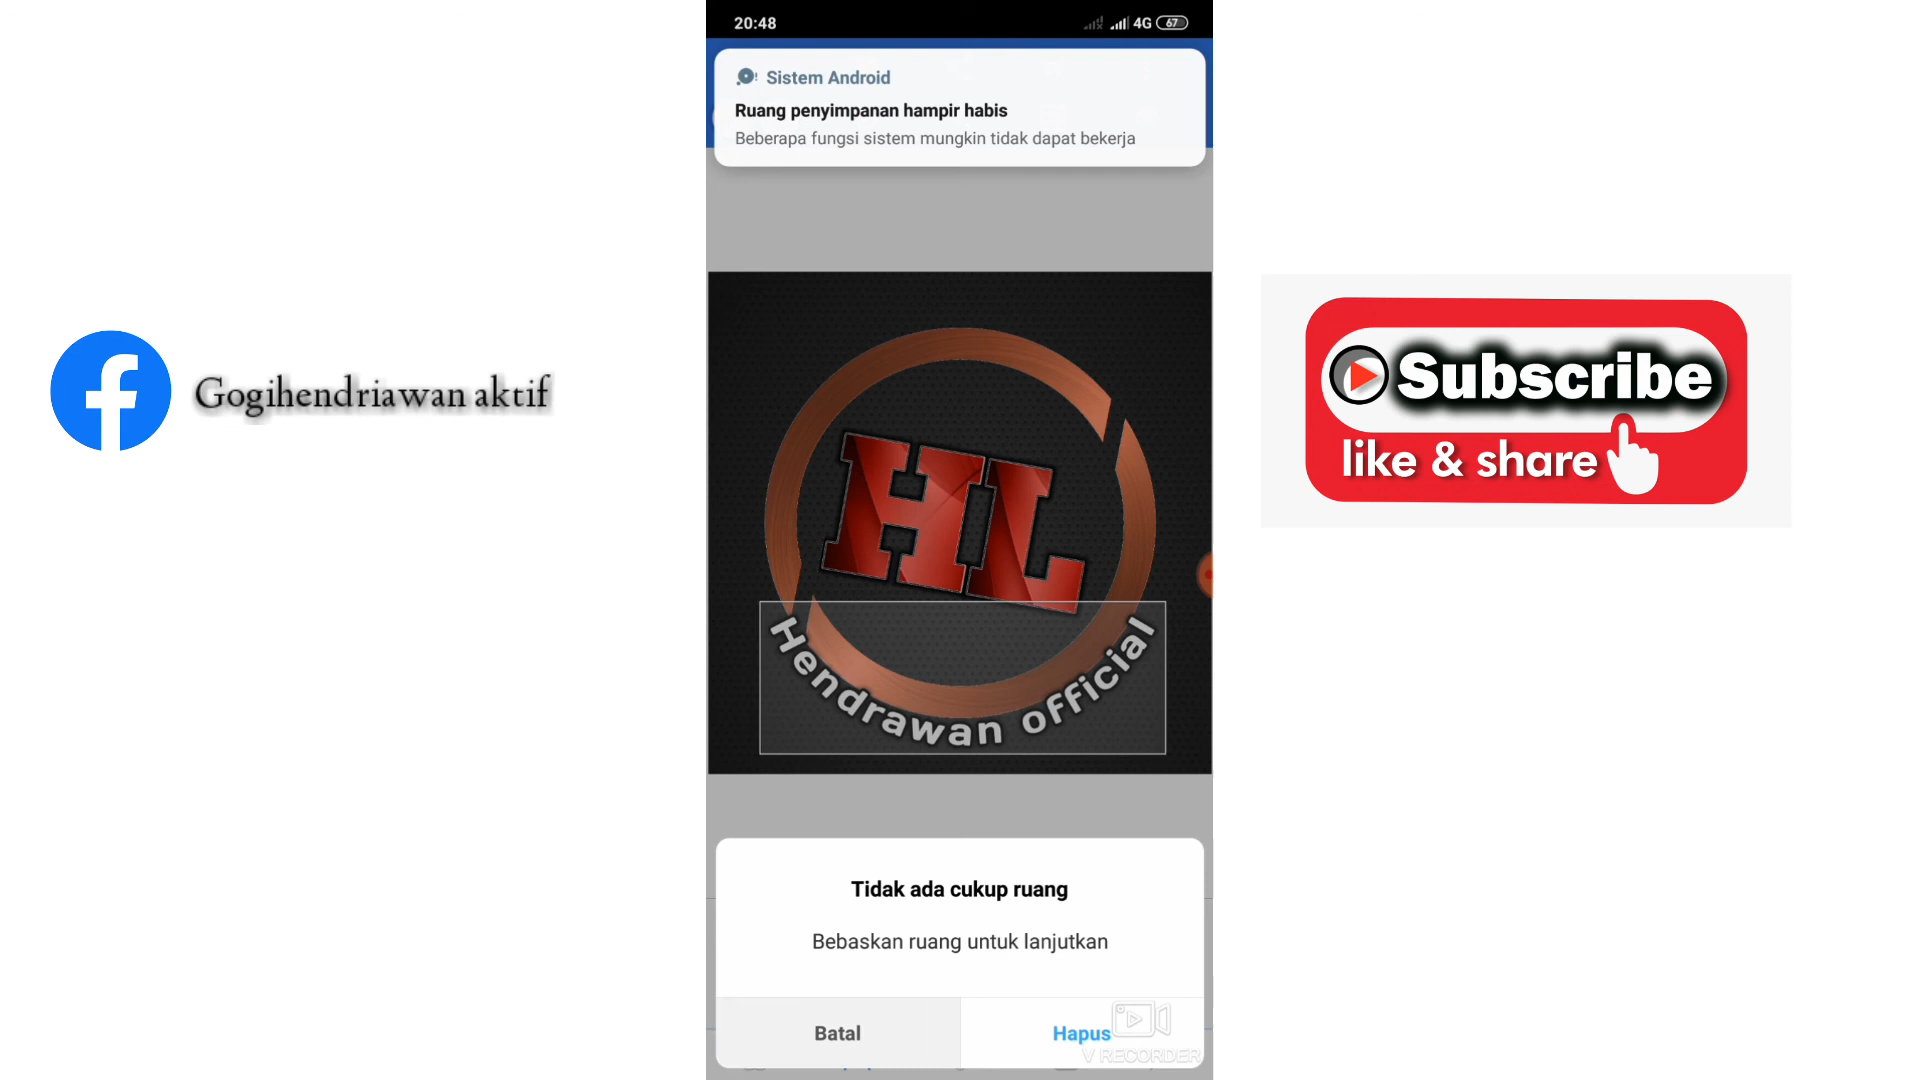 20:48
4G 67
Sistem Android
Ruang penyimpanan hampir habis
Beberapa fungsi sistem mungkin tidak dapat bekerja
Gogihendriawan aktif
HL
Hendrawan official
Subscribe
like & share
Tidak ada cukup ruang
Bebaskan ruang untuk lanjutkan
Batal
Hapus
V RECORDER